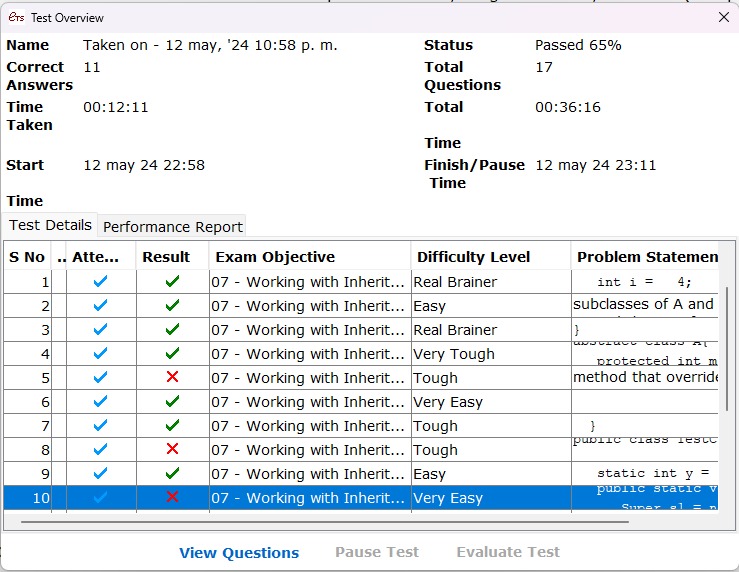 ETS Test Overview
Name Taken on - 12 may, '24 10:58 p. m. Status Passed 65%
Correct Answers 11 Total Questions 17
Time Taken 00:12:11 Total Time 00:36:16
Start Time 12 may 24 22:58 Finish/Pause Time 12 may 24 23:11
Test Details Performance Report
S No .. Atte... Result Exam Objective Difficulty Level Problem Statemen
1 07 - Working with Inherit... Real Brainer int i = 4;
2 07 - Working with Inherit... Easy subclasses of A and
3 07 - Working with Inherit... Real Brainer }
4 07 - Working with Inherit... Very Tough abstract class A{
protected int m
5 07 - Working with Inherit... Tough method that override
6 07 - Working with Inherit... Very Easy
7 07 - Working with Inherit... Tough }
8 07 - Working with Inherit... Tough public class TestC
9 07 - Working with Inherit... Easy static int y =
10 07 - Working with Inherit... Very Easy public static v
View Questions Pause Test Evaluate Test